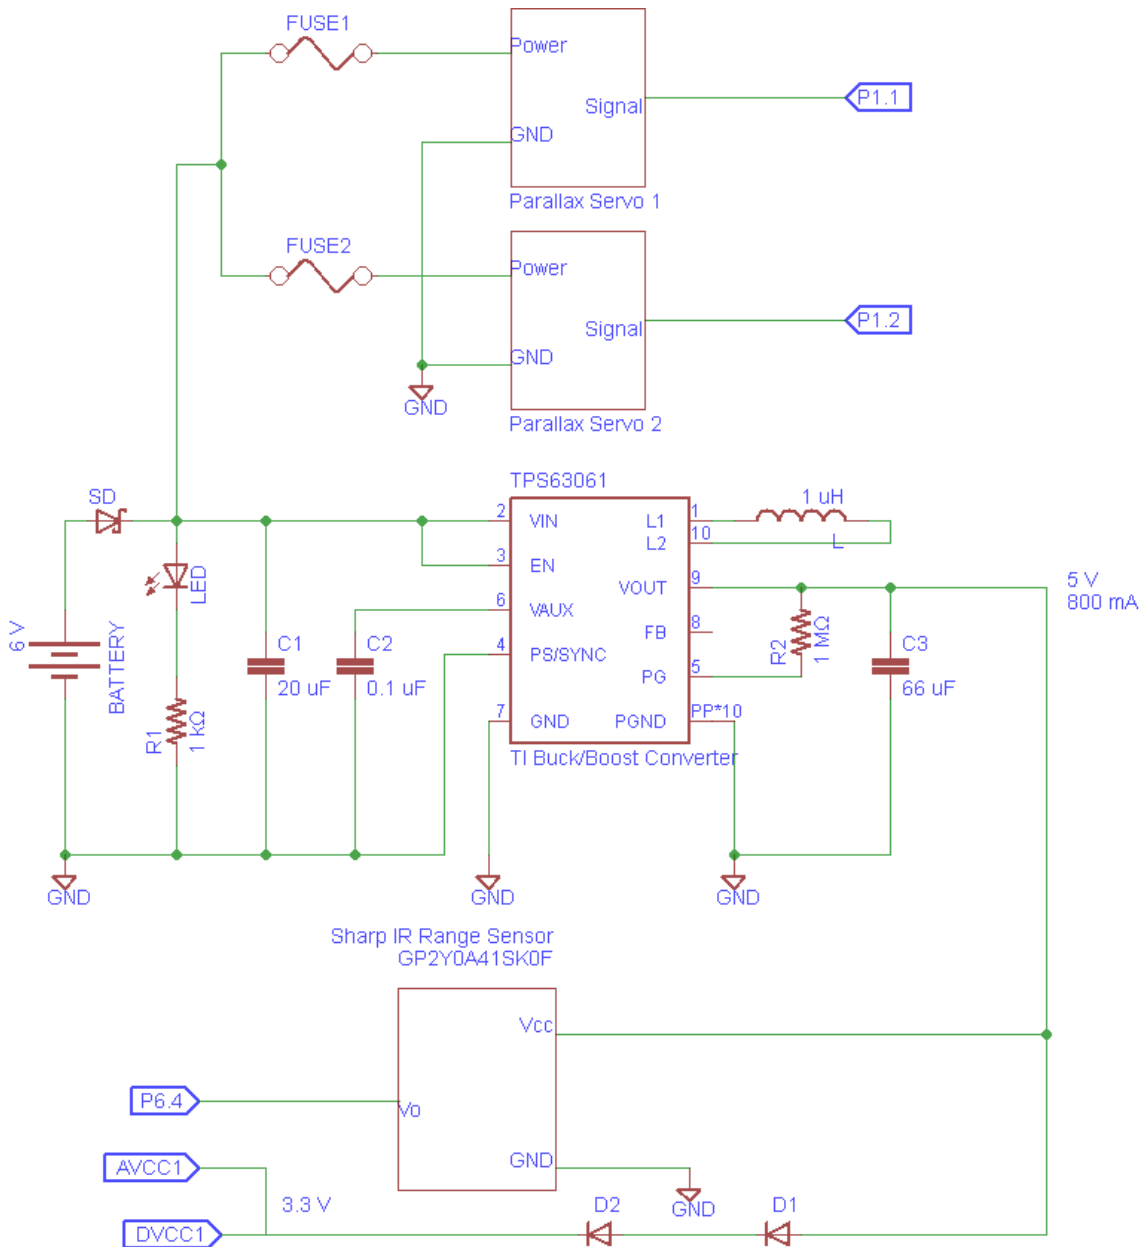 FUSE1
Power
Signal
P1.1
GND
Parallax Servo 1
FUSE2
Power
Signal
P1.2
GND
GND
Parallax Servo 2
TPS63061
SD
2
VIN
L1
1
1 uH
L2
10
L
3
EN
LED
VOUT
9
5 V
800 mA
6 V
BATTERY
6
VAUX
FB
8
R2
1 MΩ
C1
20 uF
C2
0.1 uF
4
PS/SYNC
PG
5
C3
66 uF
R1
1 kΩ
7
GND
PGND
PP*10
TI Buck/Boost Converter
GND
GND
GND
Sharp IR Range Sensor
GP2Y0A41SK0F
Vcc
P6.4
Vo
AVCC1
GND
3.3 V
GND
D2
D1
DVCC1